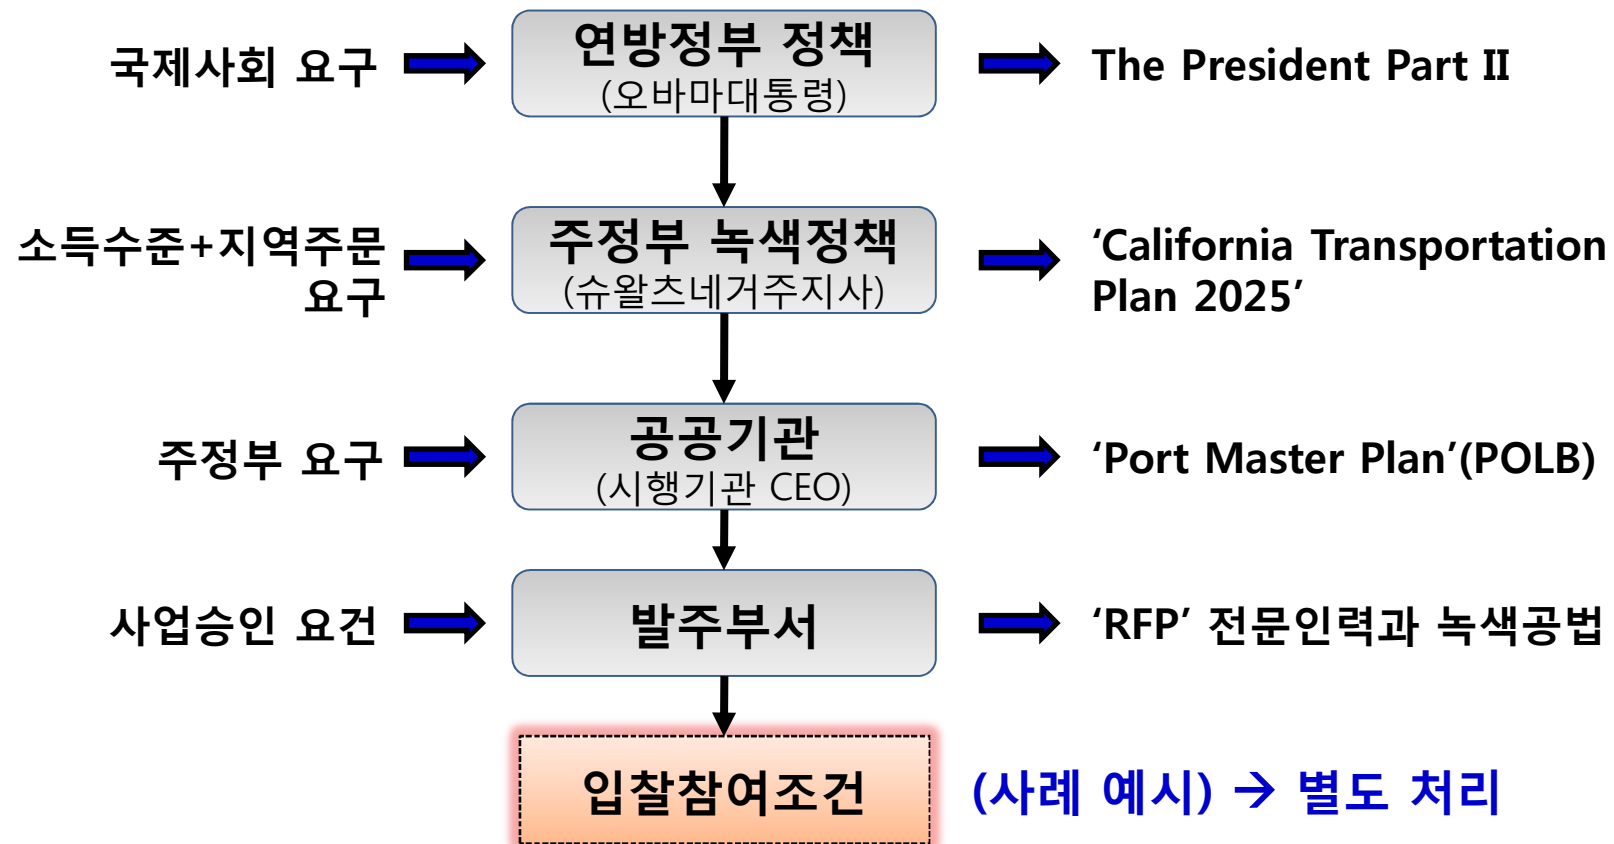 국제사회 요구
연방정부 정책
(오바마대통령)
The President Part Ⅱ
소득수준+지역주문
요구
주정부 녹색정책
(슈왈츠네거주지사)
‘California Transportation
Plan 2025’
주정부 요구
공공기관
(시행기관 CEO)
‘Port Master Plan’(POLB)
사업승인 요건
발주부서
‘RFP’ 전문인력과 녹색공법
입찰참여조건
(사례 예시) → 별도 처리